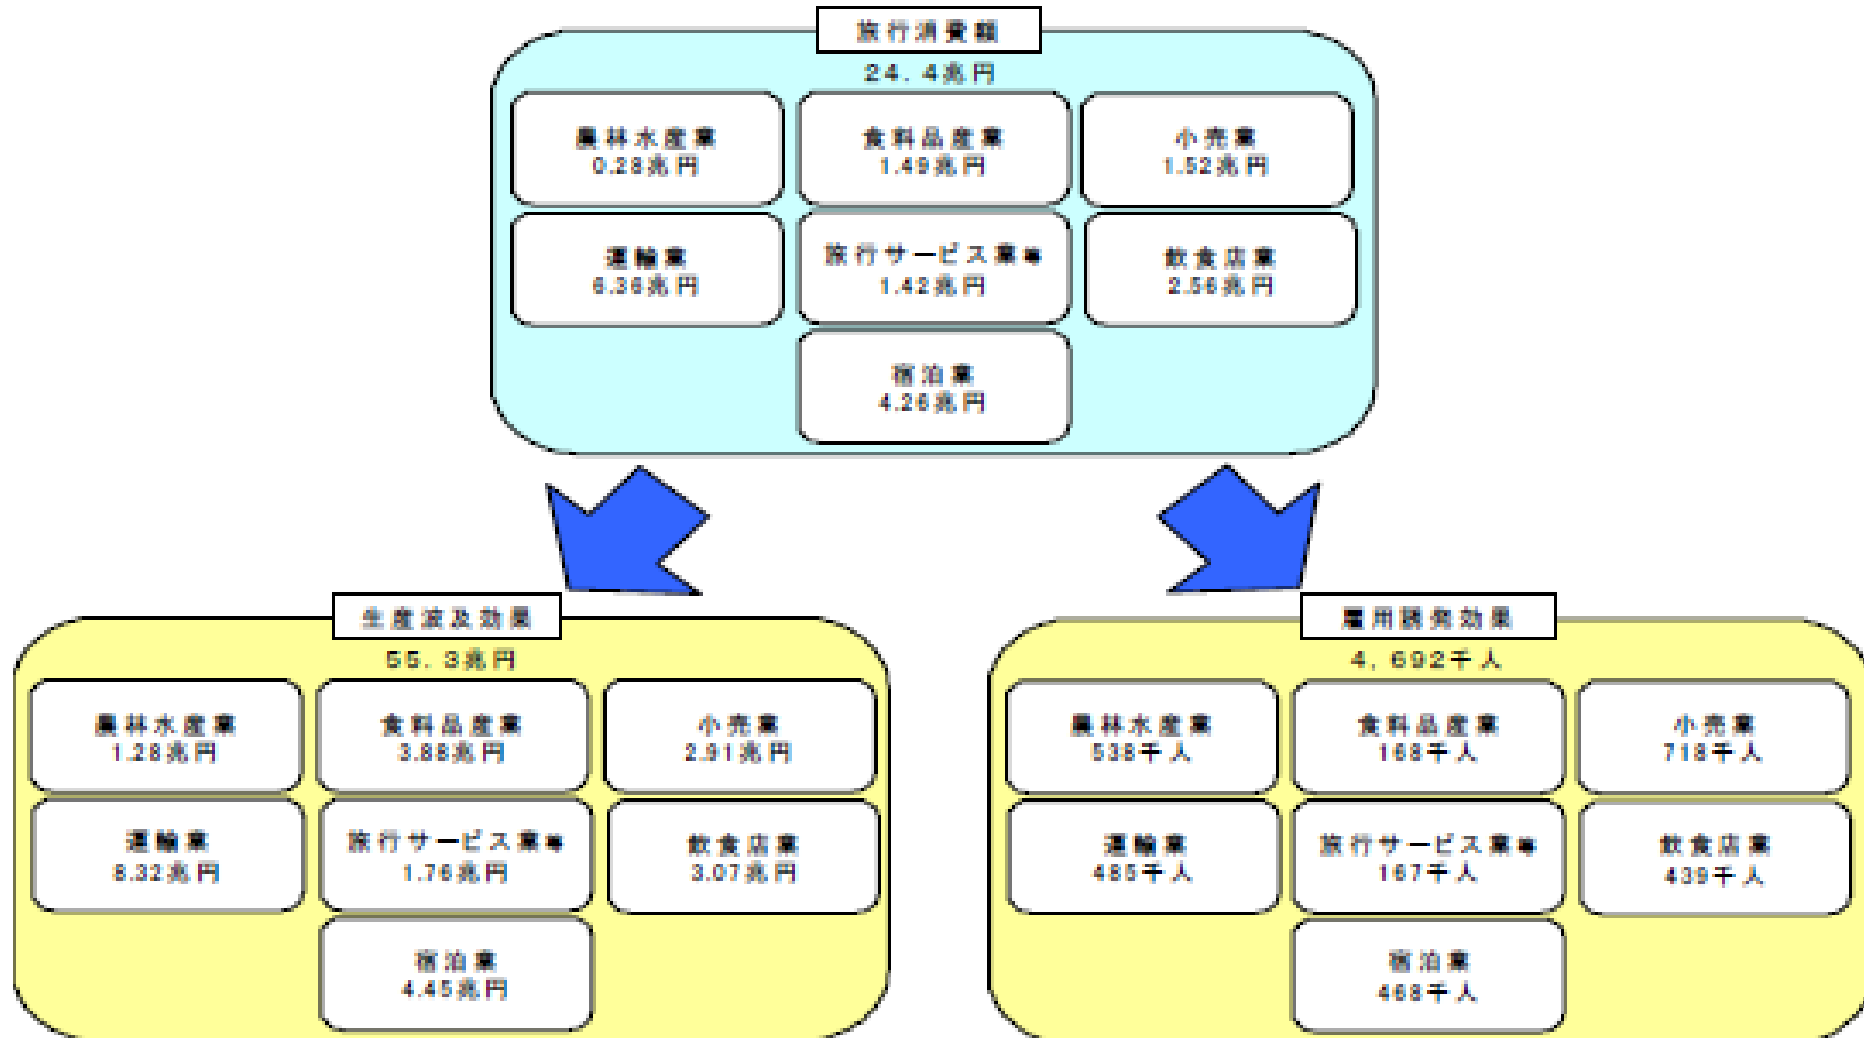 旅行消費額
24.4兆円
農林水産業
0.28兆円
食料品産業
1.49兆円
小売業
1.52兆円
運輸業
6.36兆円
旅行サービス業等
1.42兆円
飲食店業
2.56兆円
宿泊業
4.26兆円
生産波及効果
55.3兆円
農林水産業
1.28兆円
食料品産業
3.88兆円
小売業
2.91兆円
運輸業
8.32兆円
旅行サービス業等
1.76兆円
飲食店業
3.07兆円
宿泊業
4.45兆円
雇用誘発効果
4,692千人
農林水産業
538千人
食料品産業
168千人
小売業
718千人
運輸業
485千人
旅行サービス業等
167千人
飲食店業
439千人
宿泊業
468千人